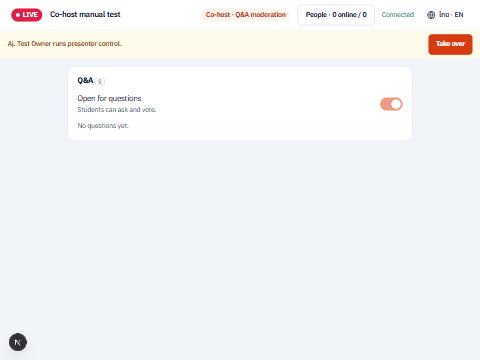 LIVE
Co-host manual test
Co-host · Q&A moderation
People · 0 online / 0
Connected
ไทย · EN
Aj. Test Owner runs presenter control.
Take over
Q&A
Q
Open for questions
Students can ask and vote.
No questions yet.
N